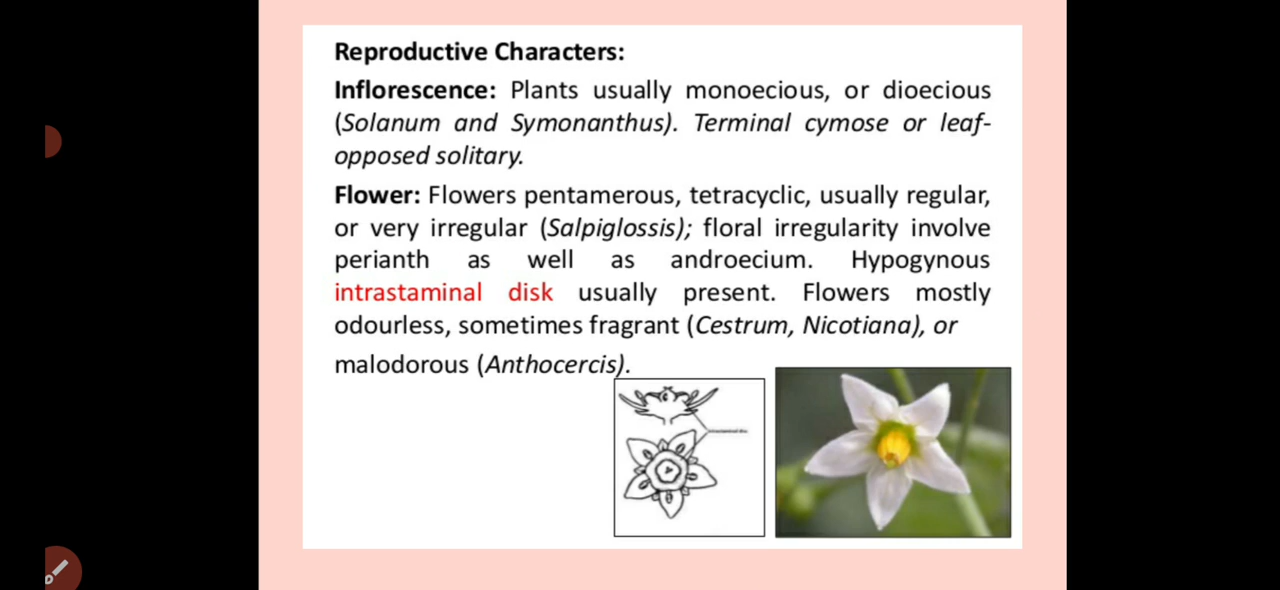 Reproductive Characters:
Inflorescence: Plants usually monoecious, or dioecious
(Solanum and Symonanthus). Terminal cymose or leaf-
opposed solitary.
Flower: Flowers pentamerous, tetracyclic, usually regular,
or very irregular (Salpiglossis); floral irregularity involve
perianth as well as androecium. Hypogynous
intrastaminal disk usually present. Flowers mostly
odourless, sometimes fragrant (Cestrum, Nicotiana), or
malodorous (Anthocercis).